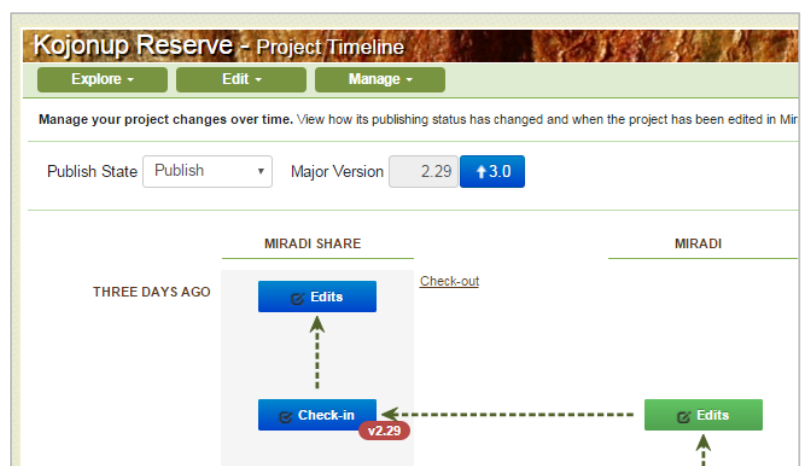 Kojonup Reserve - Project Timeline
Explore Edit Manage
Manage your project changes over time. View how its publishing status has changed and when the project has been edited in Mir
Publish State Publish Major Version 2.29 3.0
MIRADI SHARE MIRADI
THREE DAYS AGO Edits Check-out
Check-in Edits
v2.29